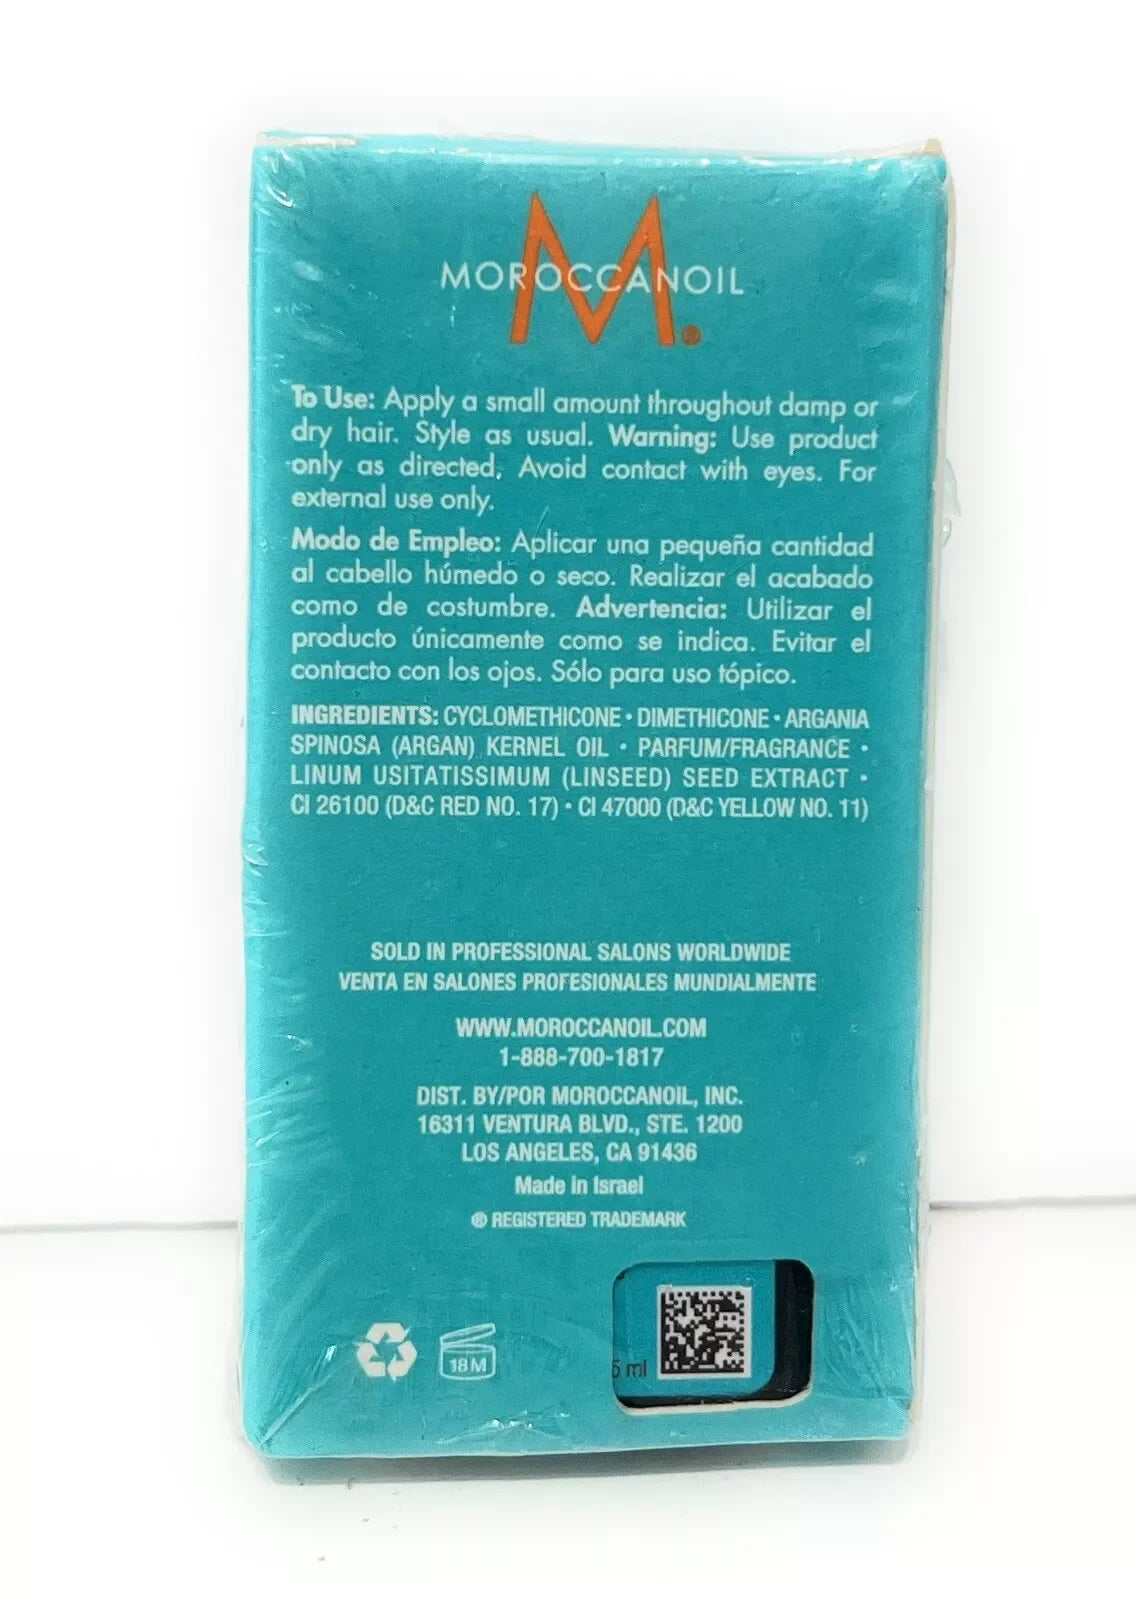 M
MOROCCANOIL
®
To Use: Apply a small amount throughout damp or
dry hair. Style as usual. Warning: Use product
only as directed. Avoid contact with eyes. For
external use only.
Modo de Empleo: Aplicar una pequeña cantidad
al cabello húmedo o seco. Realizar el acabado
como de costumbre. Advertencia: Utilizar el
producto únicamente como se indica. Evitar el
contacto con los ojos. Sólo para uso tópico.
INGREDIENTS: CYCLOMETHICONE • DIMETHICONE • ARGANIA
SPINOSA (ARGAN) KERNEL OIL • PARFUM/FRAGRANCE •
LINUM USITATISSIMUM (LINSEED) SEED EXTRACT •
CI 26100 (D&C RED NO. 17) • CI 47000 (D&C YELLOW NO. 11)
SOLD IN PROFESSIONAL SALONS WORLDWIDE
VENTA EN SALONES PROFESIONALES MUNDIALMENTE
WWW.MOROCCANOIL.COM
1-888-700-1817
DIST. BY/POR MOROCCANOIL, INC.
16311 VENTURA BLVD., STE. 1200
LOS ANGELES, CA 91436
Made in Israel
® REGISTERED TRADEMARK
18M
5 ml